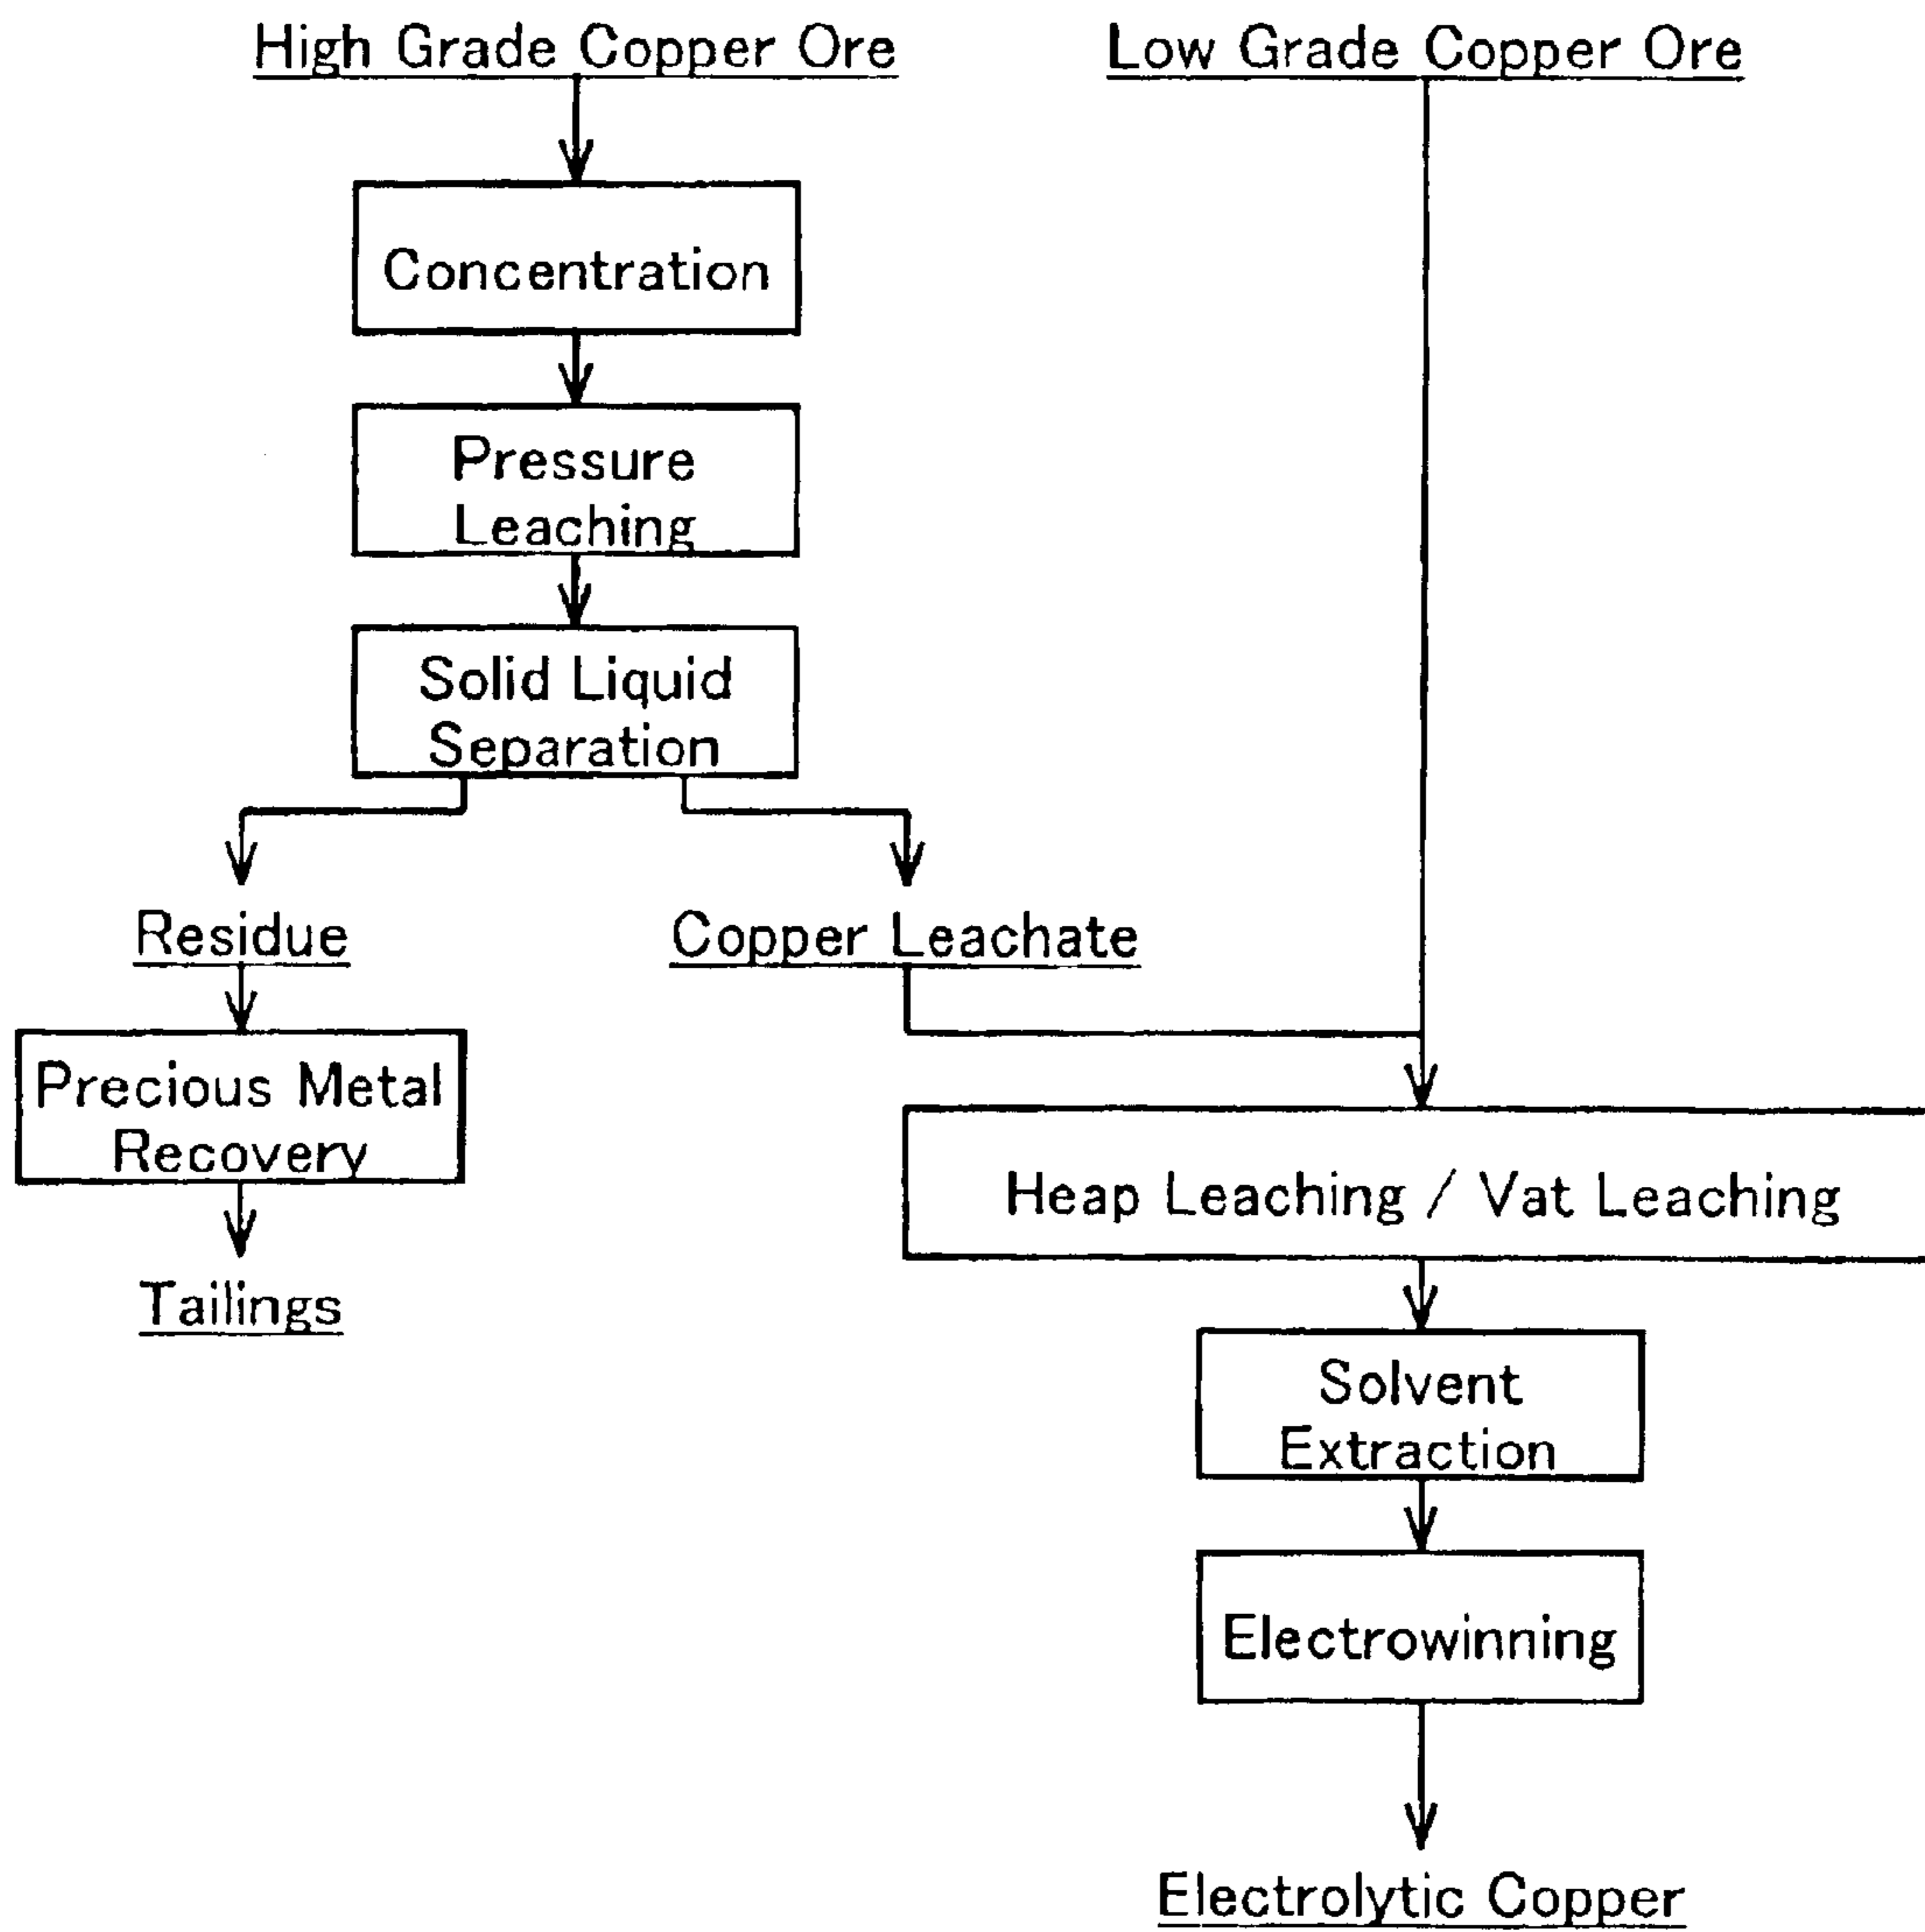 High Grade Copper Ore
Low Grade Copper Ore
Concentration
Pressure
Leaching
Solid Liquid
Separation
Residue
Copper Leachate
Precious Metal
Recovery
Heap Leaching / Vat Leaching
Tailings
Solvent
Extraction
Electrowinning
Electrolytic Copper